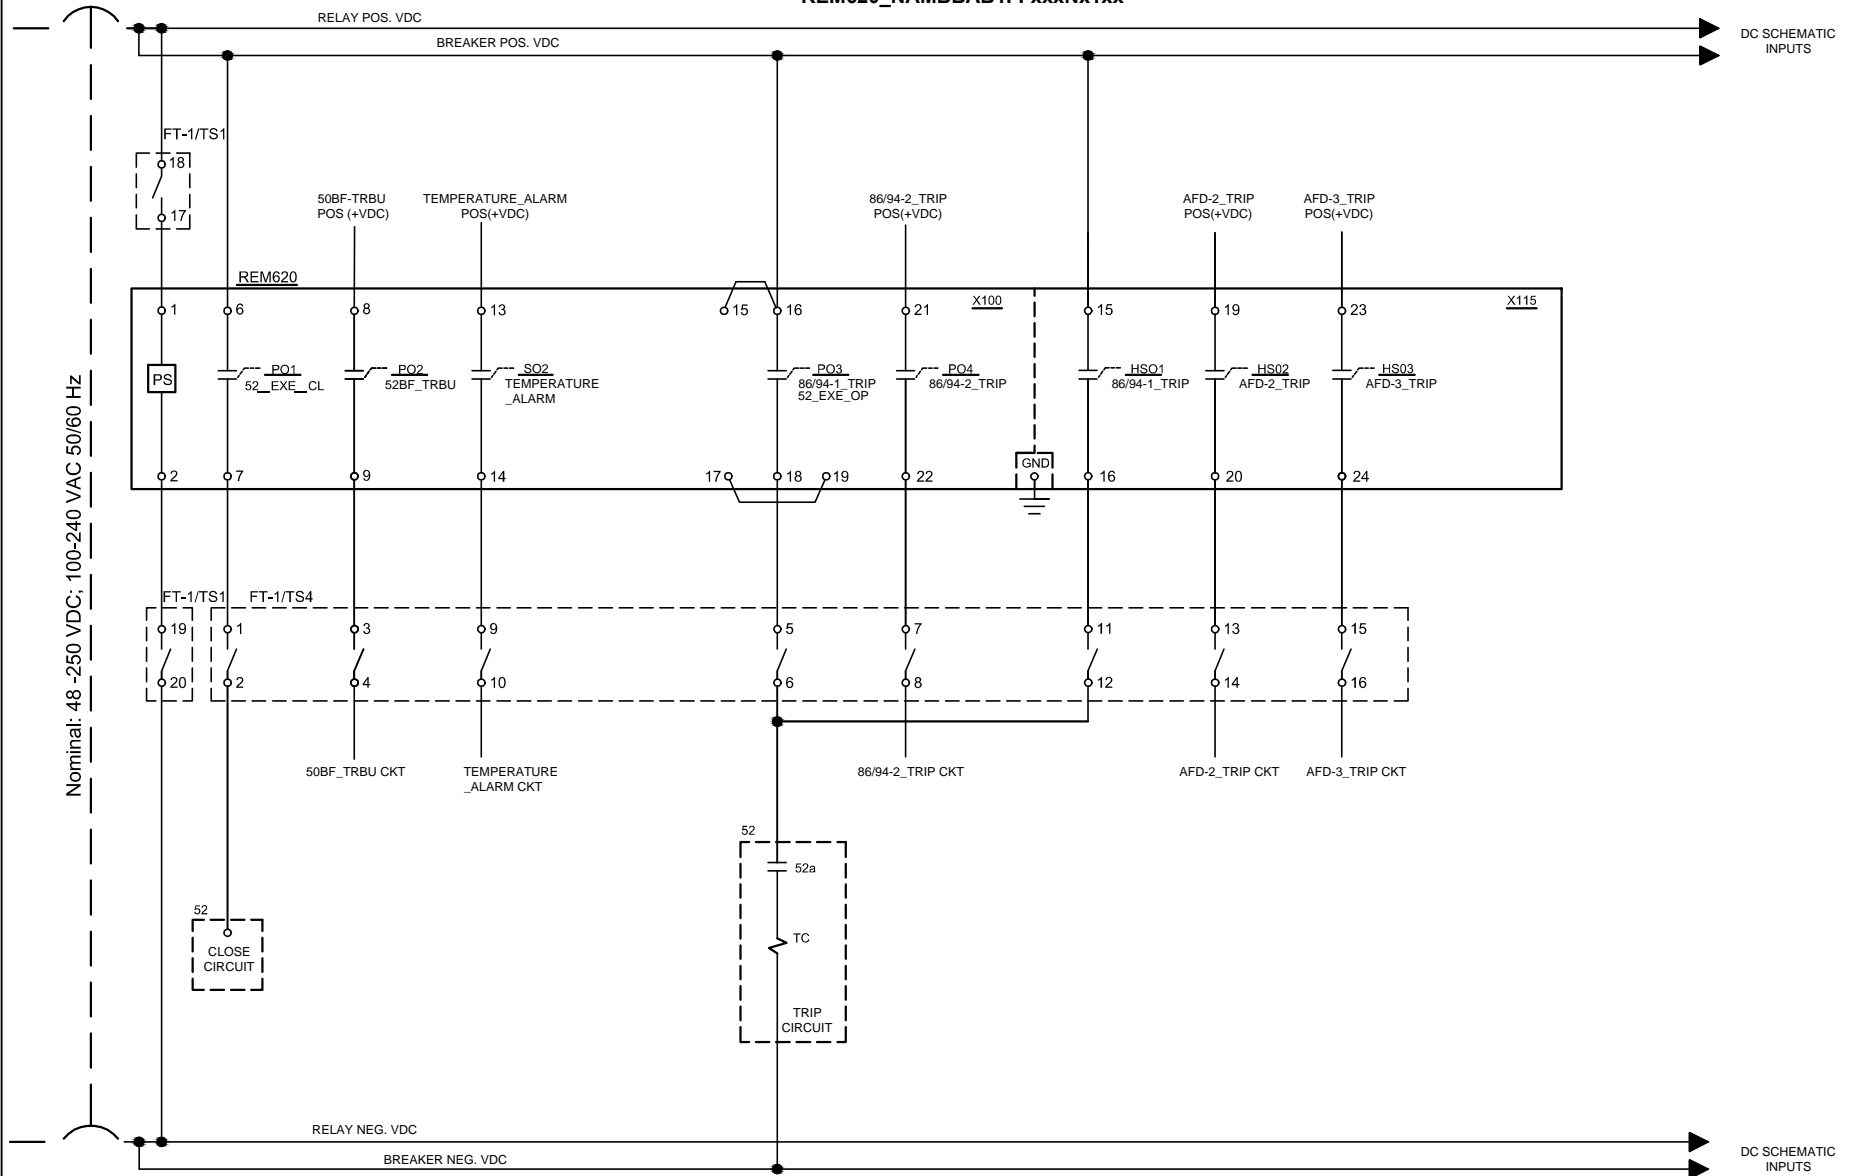 RELAY POS. VDC
BREAKER POS. VDC
DC SCHEMATIC
INPUTS
FT-1/TS1
18
17
50BF-TRBU
POS (+VDC)
TEMPERATURE_ALARM
POS(+VDC)
86/94-2_TRIP
POS(+VDC)
AFD-2_TRIP
POS(+VDC)
AFD-3_TRIP
POS(+VDC)
REM620
X100
X115
1
6
8
13
15
16
21
15
19
23
PS
PO1
52__EXE__CL
PO2
52BF_TRBU
SO2
TEMPERATURE
_ALARM
PO3
86/94-1_TRIP
52_EXE_OP
PO4
86/94-2_TRIP
HSO1
86/94-1_TRIP
HS02
AFD-2_TRIP
HS03
AFD-3_TRIP
GND
2
7
9
14
17
18
19
22
16
20
24
Nominal: 48 -250 VDC; 100-240 VAC 50/60 Hz
FT-1/TS1
FT-1/TS4
19
1
3
9
5
7
11
13
15
20
2
4
10
6
8
12
14
16
50BF_TRBU CKT
TEMPERATURE
_ALARM CKT
86/94-2_TRIP CKT
AFD-2_TRIP CKT
AFD-3_TRIP CKT
52
52a
TC
TRIP
CIRCUIT
52
CLOSE
CIRCUIT
RELAY NEG. VDC
BREAKER NEG. VDC
DC SCHEMATIC
INPUTS